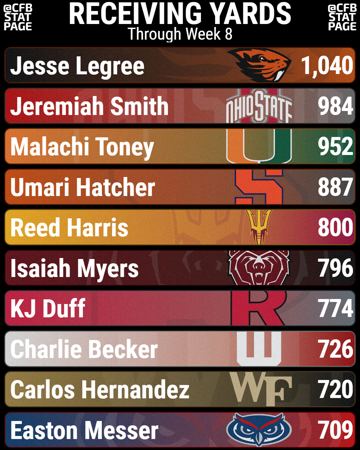 @CFB
STAT
PAGE
RECEIVING YARDS
Through Week 8
@CFB
STAT
PAGE
Jesse Legree 1,040
Jeremiah Smith OHIO STATE 984
Malachi Toney U 952
Umari Hatcher S 887
Reed Harris 800
Isaiah Myers 796
KJ Duff R 774
Charlie Becker 726
Carlos Hernandez WF 720
Easton Messer 709